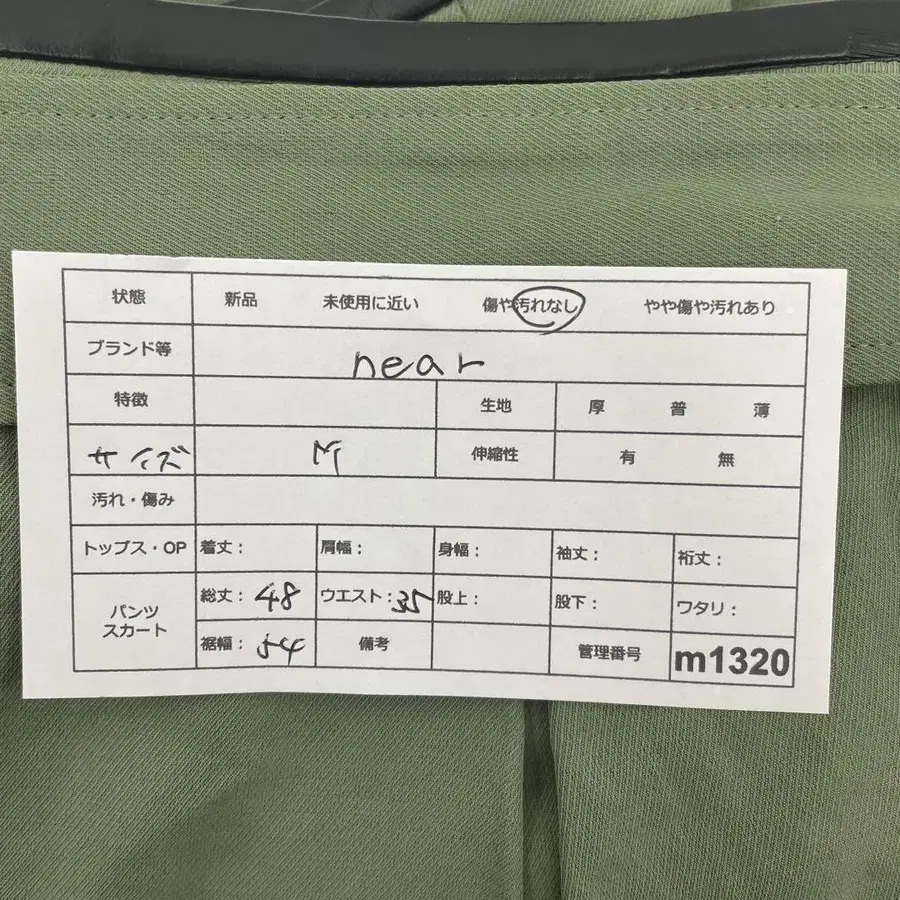 状態 新品 未使用に近い 傷や汚れなし やや傷や汚れあり
ブランド等 near
特徴 生地 厚 普 薄
サイズ M 伸縮性 有 無
汚れ・傷み
トップス・OP 着丈： 肩幅： 身幅： 袖丈： 裄丈：
パンツ スカート 総丈：48 ウエスト：35 股上： 股下： ワタリ：
裾幅：54 備考 管理番号 m1320